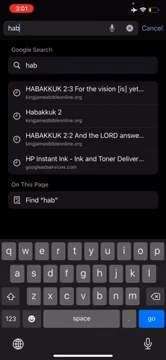 3:01
hab
Cancel
Google Search
hab
HABAKKUK 2:3 For the vision [is] yet...
kingjamesbibleonline.org
Habakkuk 2
kingjamesbibleonline.org
HABAKKUK 2:2 And the LORD answe...
kingjamesbibleonline.org
HP Instant Ink - Ink and Toner Deliver...
googleadservices.com
On This Page
Find "hab"
q w e r t y u i o p
a s d f g h j k l
z x c v b n m
123 space . go